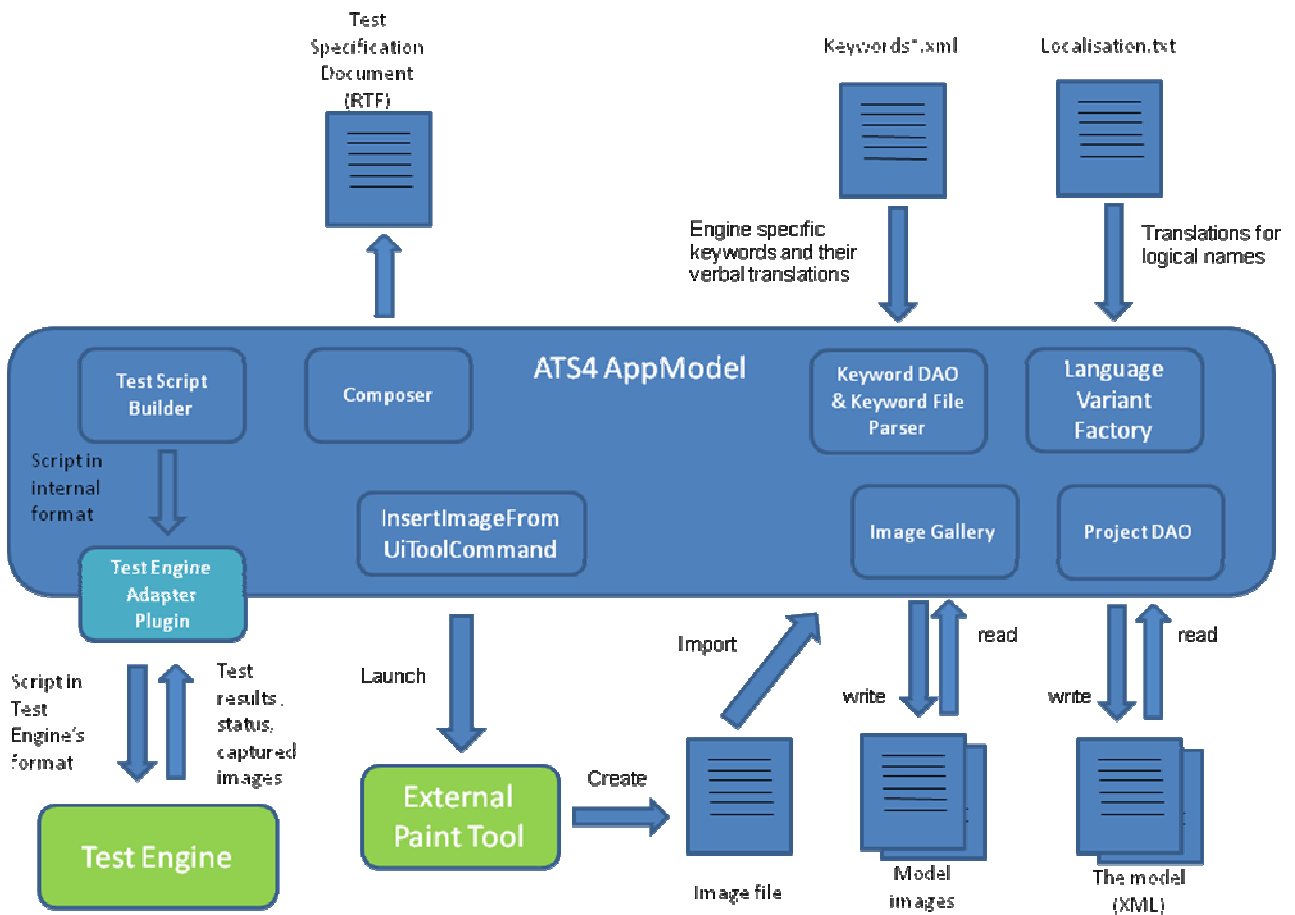 Test
Specification
Document
(RTF)
Keywords*.xml
Localisation.txt
Engine specific
keywords and their
verbal translations
Translations for
logical names
ATS4 AppModel
Test Script
Builder
Composer
Keyword DAO
& Keyword File
Parser
Language
Variant
Factory
Script in
internal
format
InsertImageFrom
UiToolCommand
Image Gallery
Project DAO
Test Engine
Adapter
Plugin
Script in
Test
Engine's
format
Test
results,
status,
captured
images
Launch
Import
write
read
write
read
Test Engine
External
Paint Tool
Create
Image file
Model
images
The model
(XML)